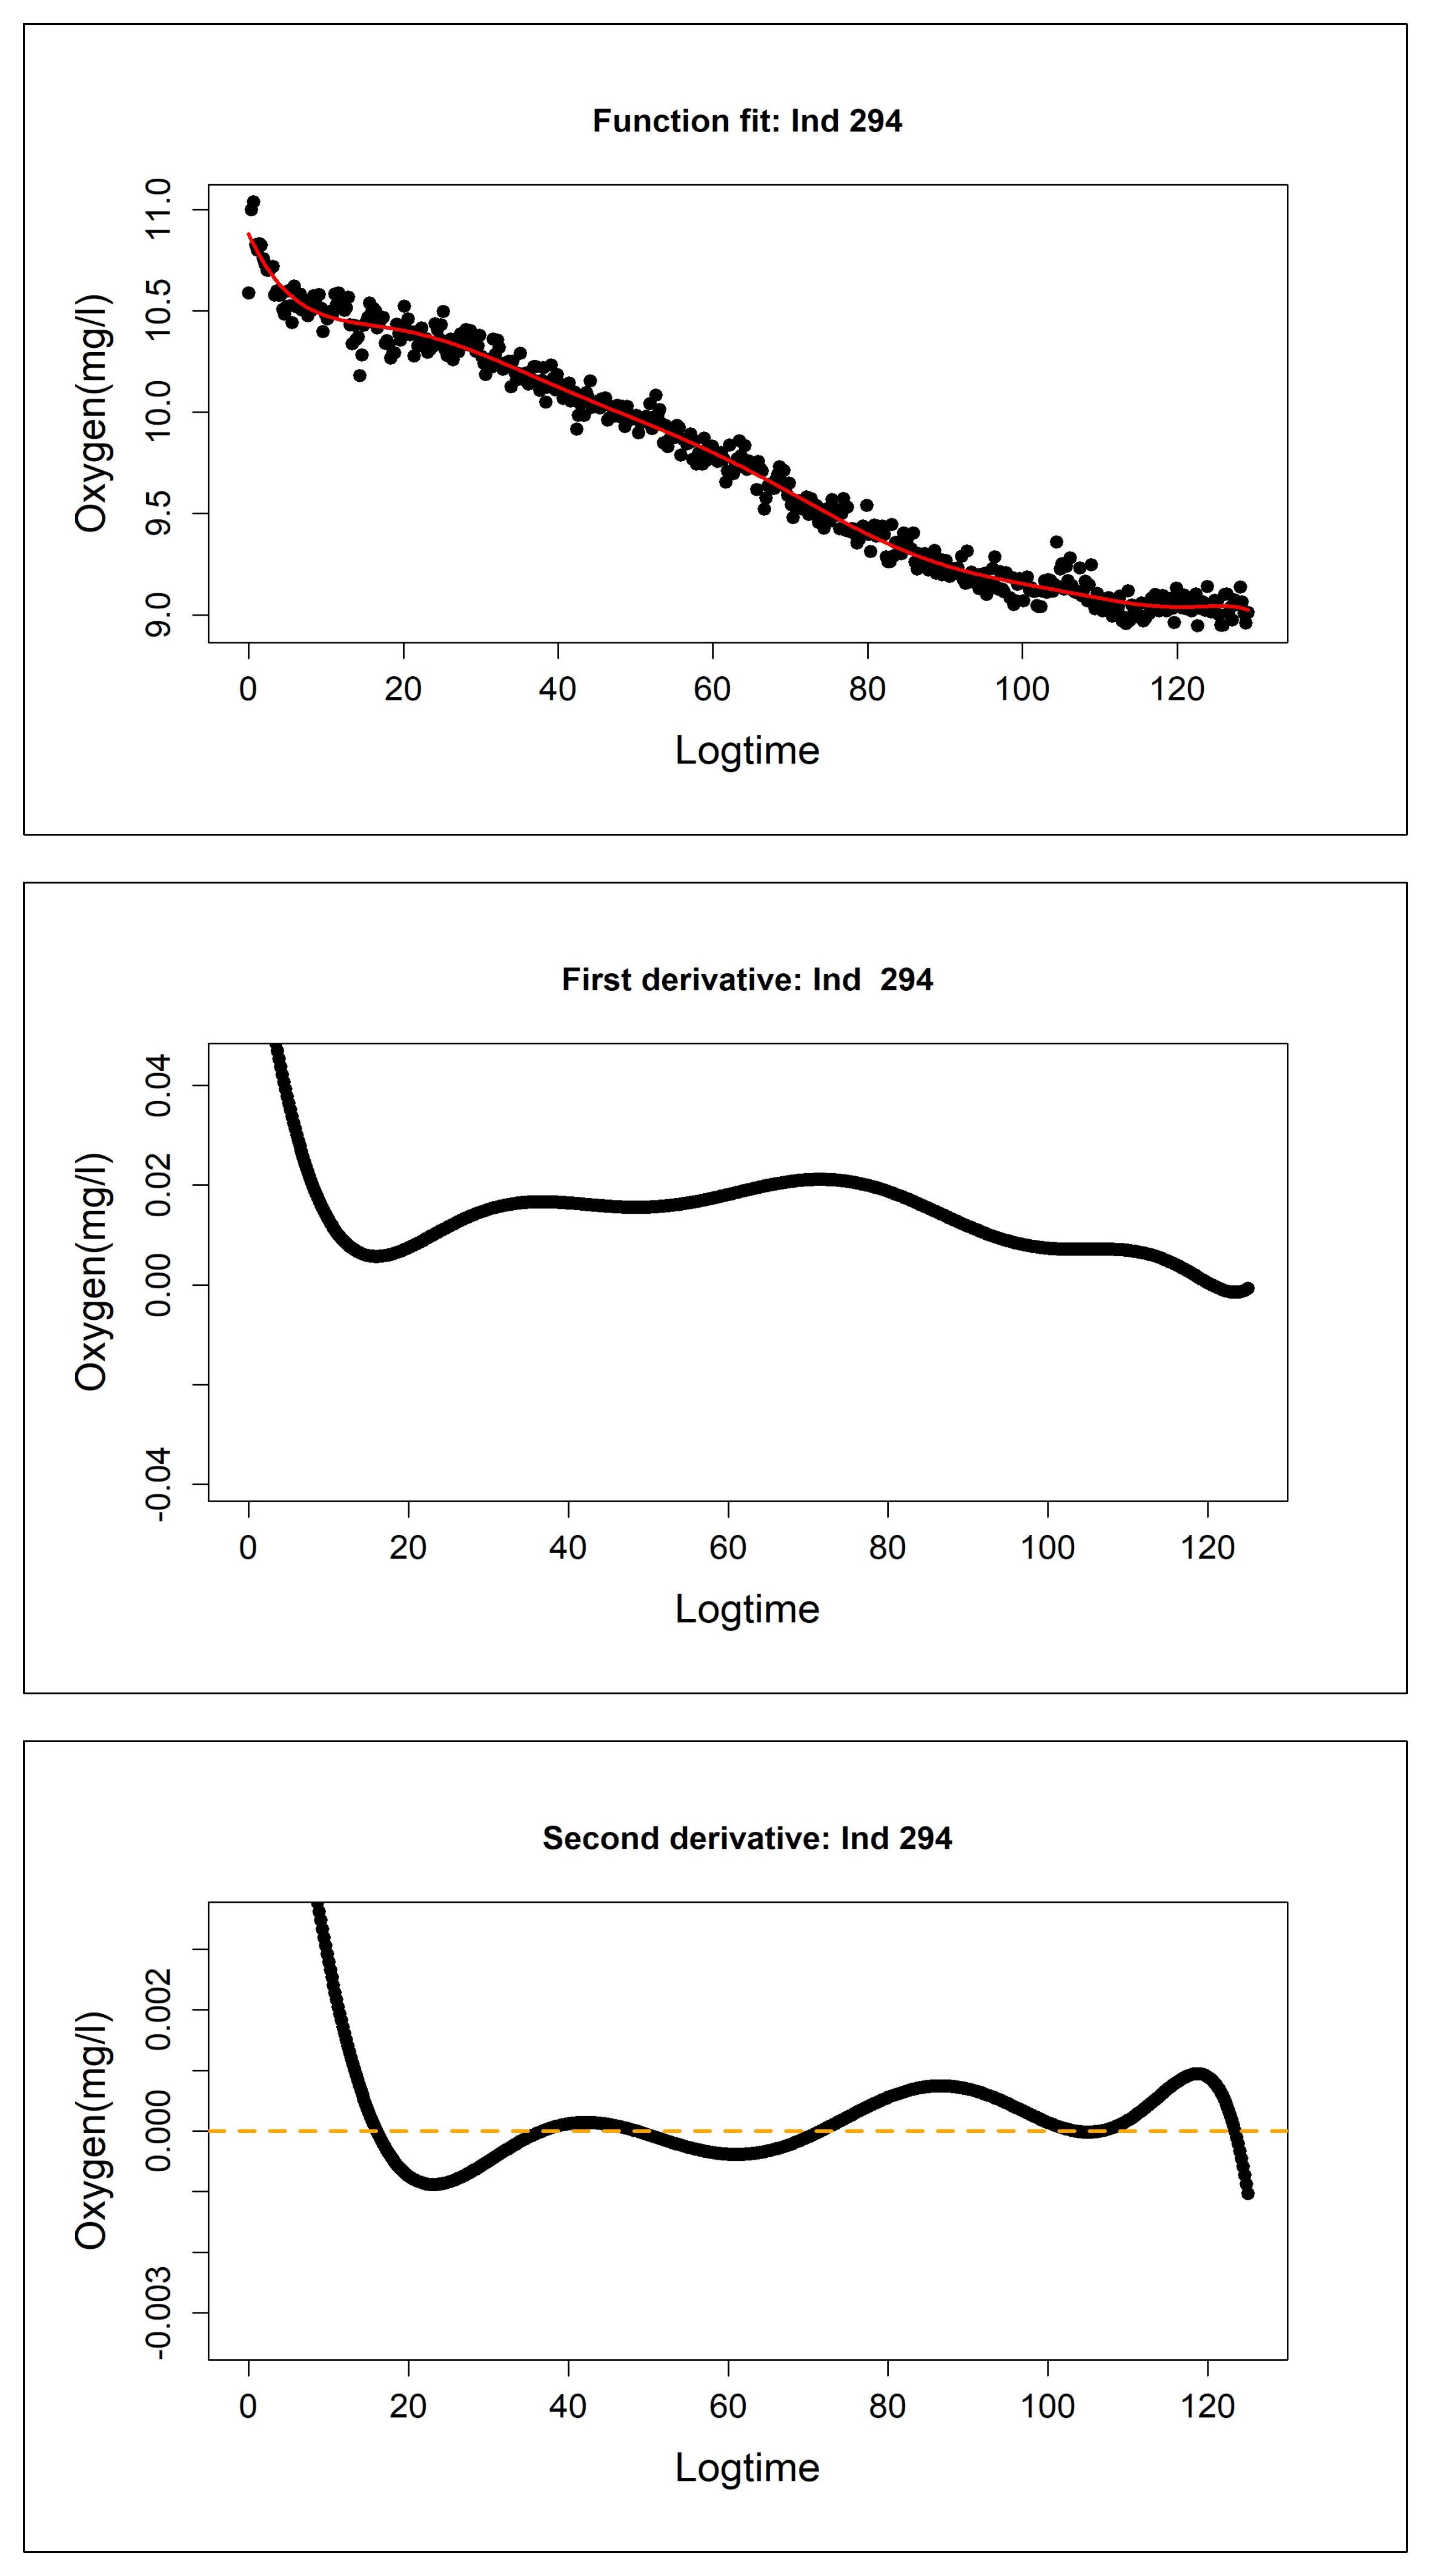 Function fit: Ind 294
Oxygen(mg/l)
11.0
10.5
10.0
9.5
9.0
0 20 40 60 80 100 120
Logtime
First derivative: Ind  294
Oxygen(mg/l)
0.04
0.02
0.00
-0.04
0 20 40 60 80 100 120
Logtime
Second derivative: Ind 294
Oxygen(mg/l)
0.002
0.000
-0.003
0 20 40 60 80 100 120
Logtime